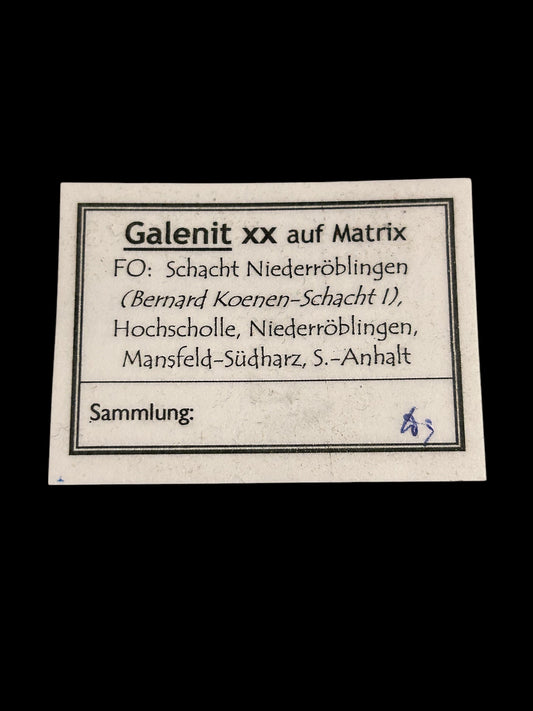 Galenit xx auf Matrix
FO: Schacht Niederröblingen
(Bernard Koenen-Schacht I),
Hochscholle, Niederröblingen,
Mansfeld-Südharz, S.-Anhalt
Sammlung: